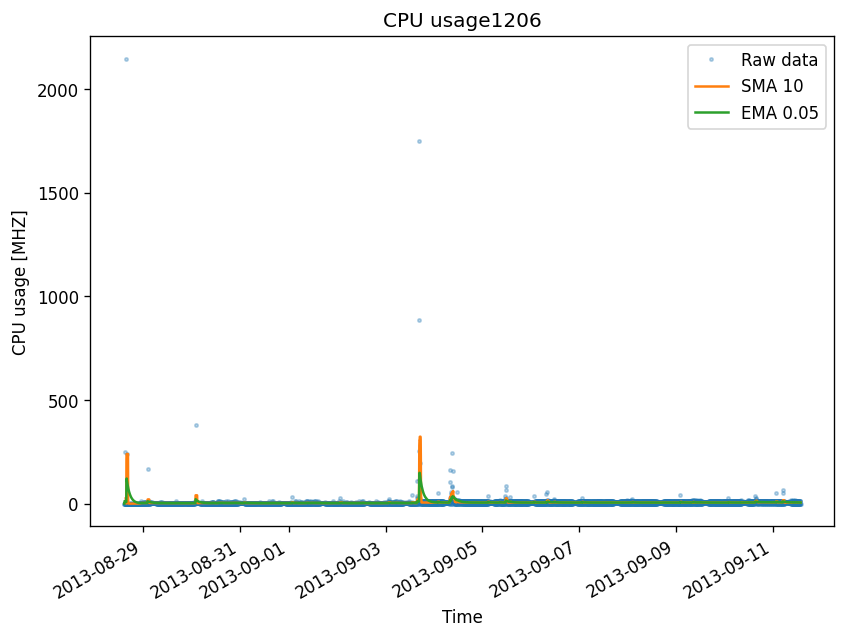 CPU usage1206
Raw data
SMA 10
EMA 0.05
CPU usage [MHZ]
2000
1500
1000
500
0
2013-08-29
2013-08-31
2013-09-01
2013-09-03
2013-09-05
2013-09-07
2013-09-09
2013-09-11
Time